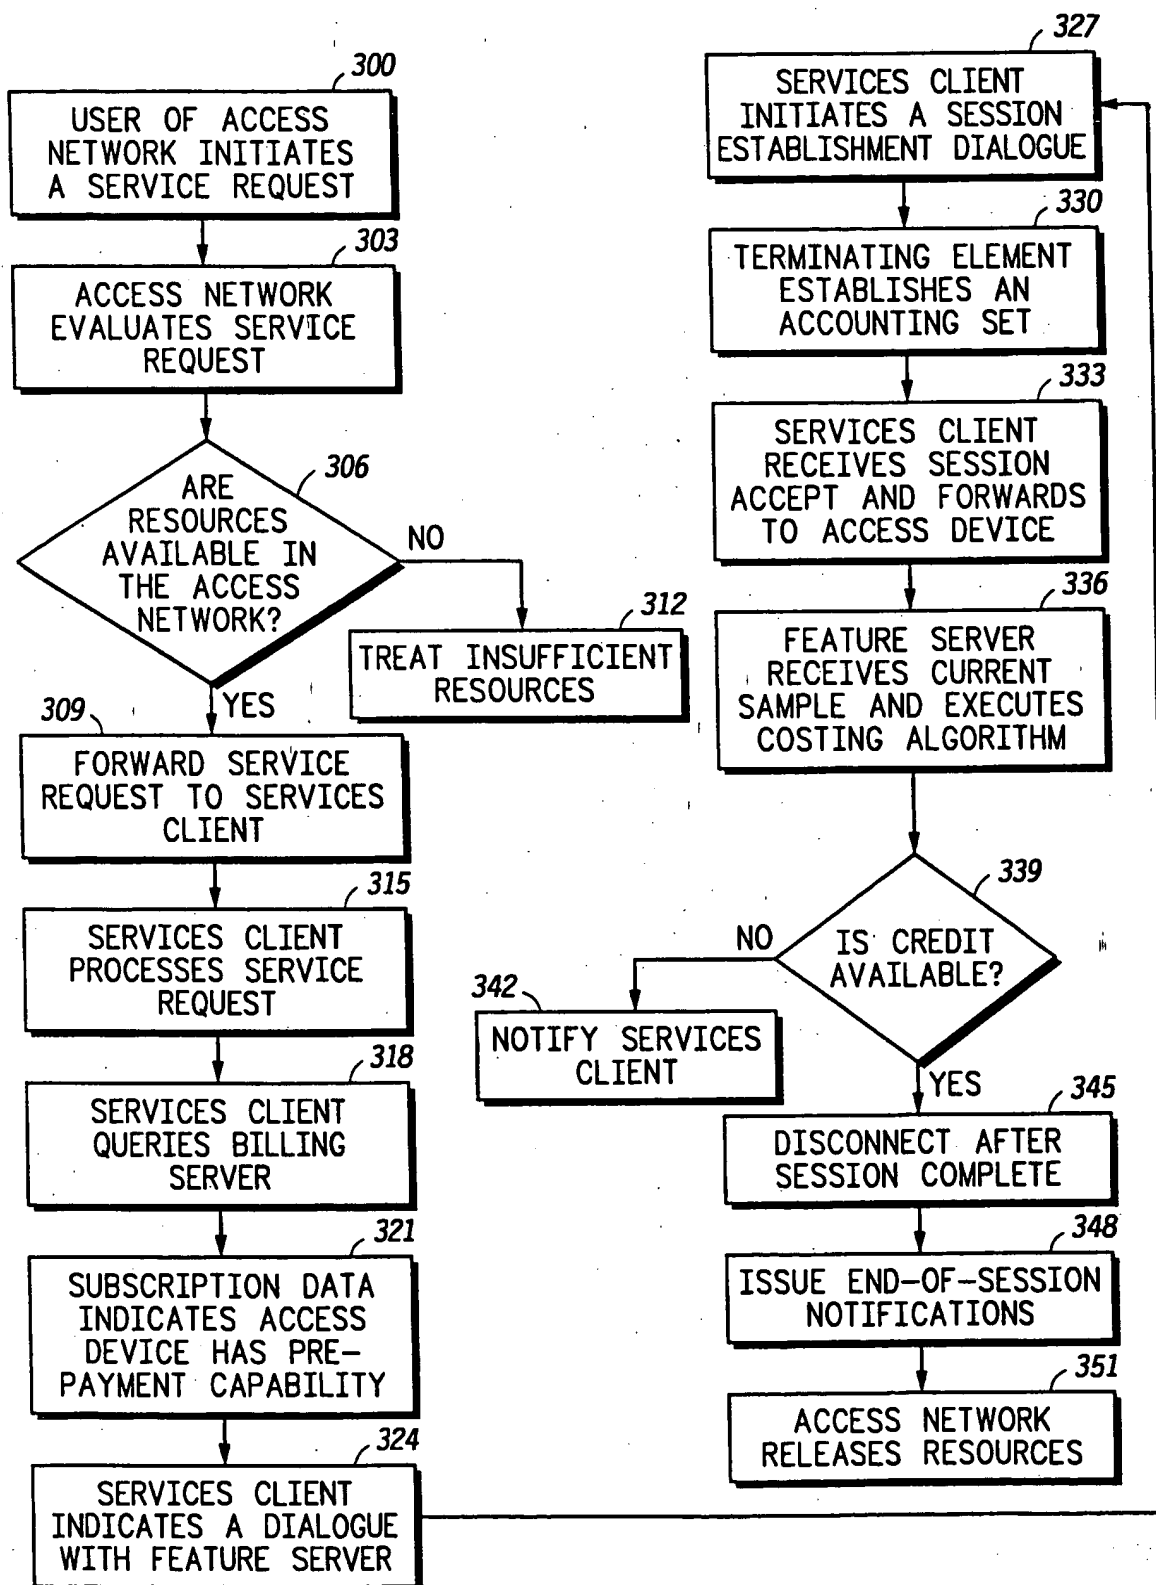 300
USER OF ACCESS
NETWORK INITIATES
A SERVICE REQUEST
303
ACCESS NETWORK
EVALUATES SERVICE
REQUEST
306
ARE
RESOURCES
AVAILABLE IN
THE ACCESS
NETWORK?
NO
312
TREAT INSUFFICIENT
RESOURCES
YES
309
FORWARD SERVICE
REQUEST TO SERVICES
CLIENT
315
SERVICES CLIENT
PROCESSES SERVICE
REQUEST
318
SERVICES CLIENT
QUERIES BILLING
SERVER
321
SUBSCRIPTION DATA
INDICATES ACCESS
DEVICE HAS PRE-
PAYMENT CAPABILITY
324
SERVICES CLIENT
INDICATES A DIALOGUE
WITH FEATURE SERVER
327
SERVICES CLIENT
INITIATES A SESSION
ESTABLISHMENT DIALOGUE
330
TERMINATING ELEMENT
ESTABLISHES AN
ACCOUNTING SET
333
SERVICES CLIENT
RECEIVES SESSION
ACCEPT AND FORWARDS
TO ACCESS DEVICE
336
FEATURE SERVER
RECEIVES CURRENT
SAMPLE AND EXECUTES
COSTING ALGORITHM
339
IS CREDIT
AVAILABLE?
NO
342
NOTIFY SERVICES
CLIENT
YES
345
DISCONNECT AFTER
SESSION COMPLETE
348
ISSUE END-OF-SESSION
NOTIFICATIONS
351
ACCESS NETWORK
RELEASES RESOURCES